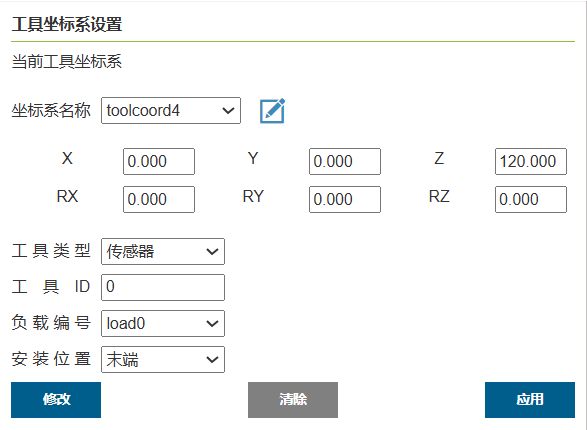 工具坐标系设置
当前工具坐标系
坐标系名称 toolcoord4
X 0.000 Y 0.000 Z 120.000
RX 0.000 RY 0.000 RZ 0.000
工具类型 传感器
工具ID 0
负载编号 load0
安装位置 末端
修改 清除 应用